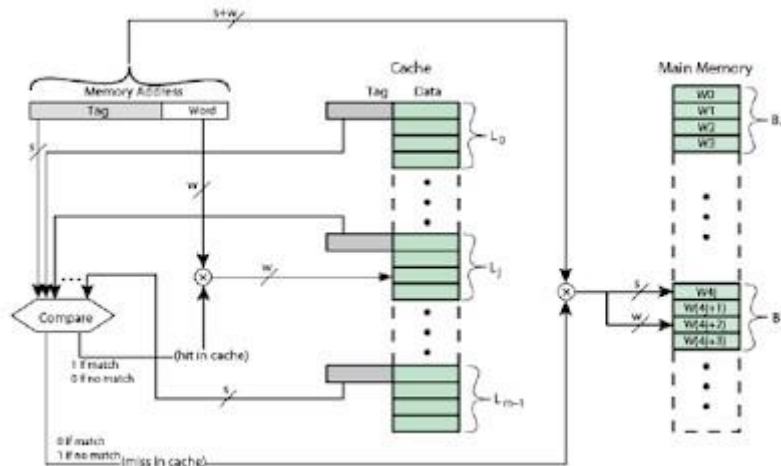 s+w
Cache
Main Memory
Memory Address
Tag Data
Tag Word
W0
W1
W2
W3
L0
s
w
w
Lj
s
w
W4j
W(4j+1)
W(4j+2)
W(4j+3)
Compare
(hit in cache)
1 if match
0 if no match
s
Lm-1
0 if match
1 if no match
(miss in cache)